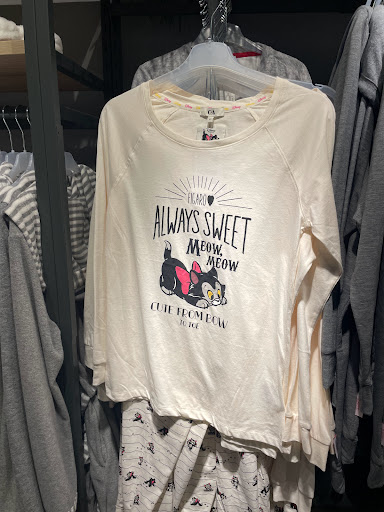 FIGARO
ALWAYS SWEET
MEOW,
MEOW
CUTE FROM BOW
TO TOE